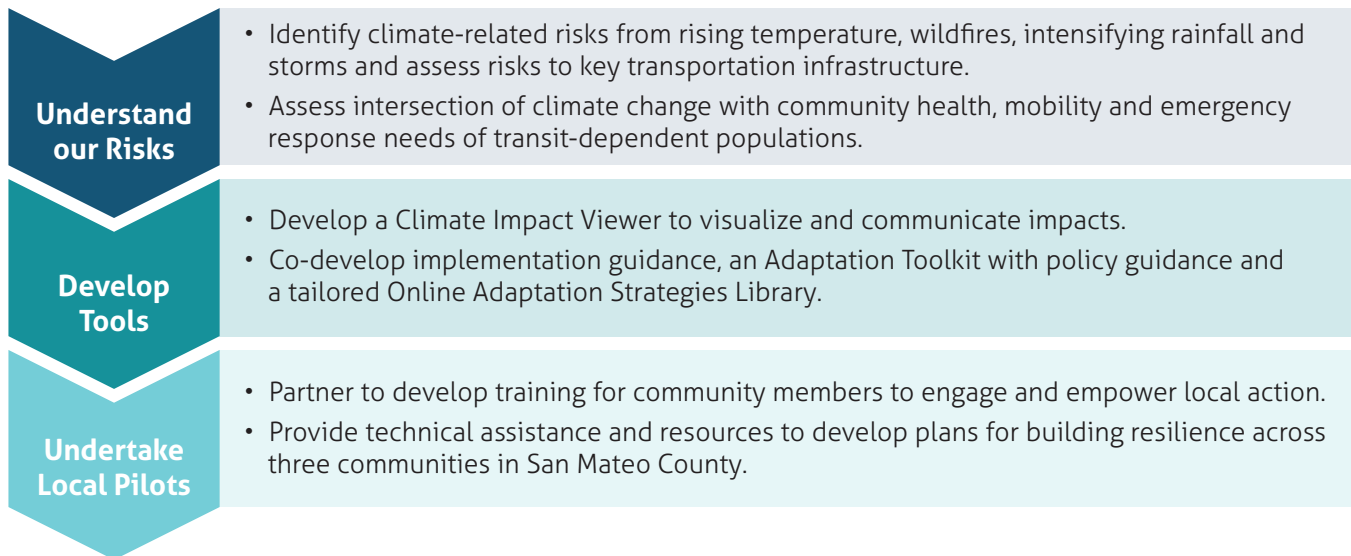 Understand
our Risks
• Identify climate-related risks from rising temperature, wildfires, intensifying rainfall and
storms and assess risks to key transportation infrastructure.
• Assess intersection of climate change with community health, mobility and emergency
response needs of transit-dependent populations.
Develop
Tools
• Develop a Climate Impact Viewer to visualize and communicate impacts.
• Co-develop implementation guidance, an Adaptation Toolkit with policy guidance and
a tailored Online Adaptation Strategies Library.
Undertake
Local Pilots
• Partner to develop training for community members to engage and empower local action.
• Provide technical assistance and resources to develop plans for building resilience across
three communities in San Mateo County.